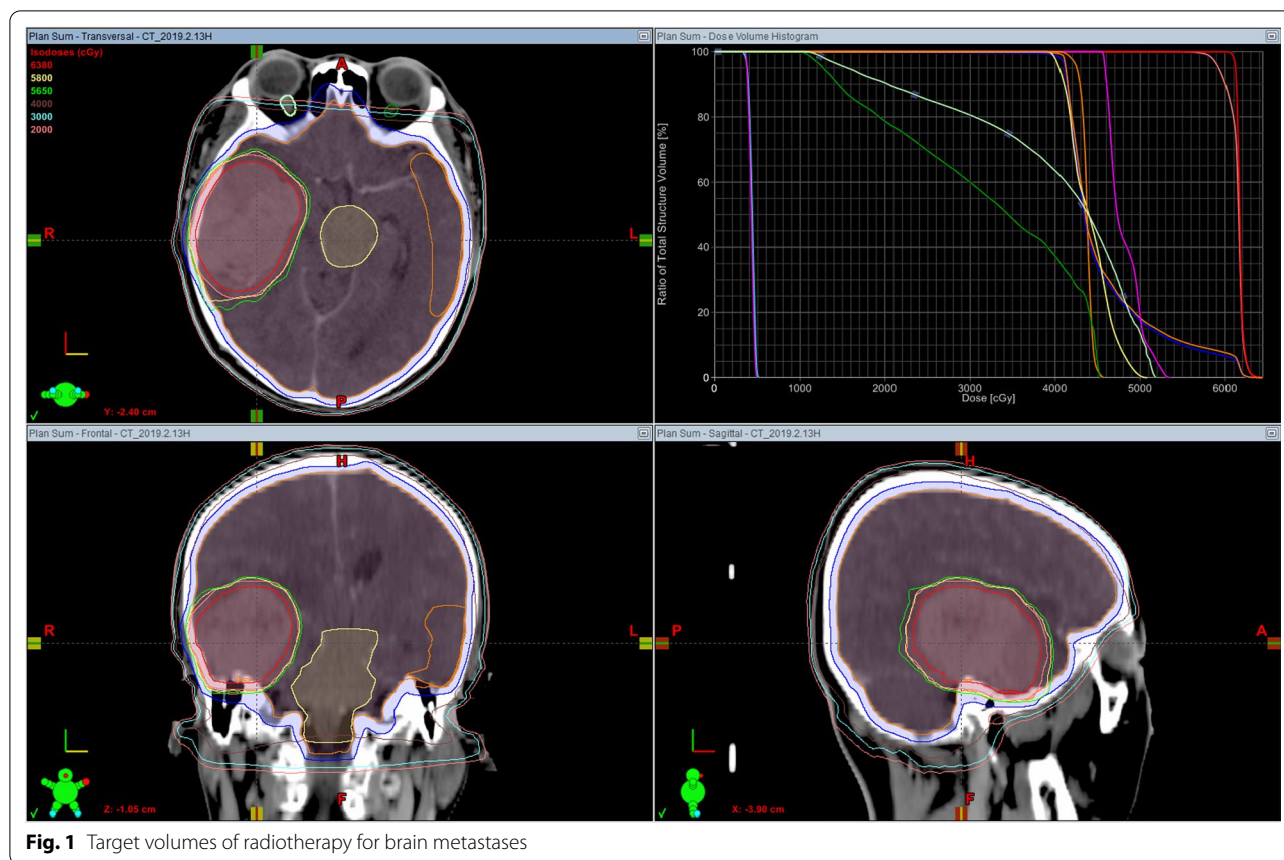 Plan Sum - Transversal - CT_2019.2.13H
Isodoses (cGy)
6380
5800
5650
4000
3000
2000
A
R
L
P
Y: -2.40 cm
Dose Volume Histogram
Ratio of Total Structure Volume [%]
100
80
60
40
20
0
0
1000
2000
3000
4000
5000
6000
Dose [cGy]
Plan Sum - Frontal - CT_2019.2.13H
H
R
L
F
Z: -1.05 cm
Plan Sum - Sagittal - CT_2019.2.13H
H
P
A
F
X: -3.90 cm
Fig. 1 Target volumes of radiotherapy for brain metastases